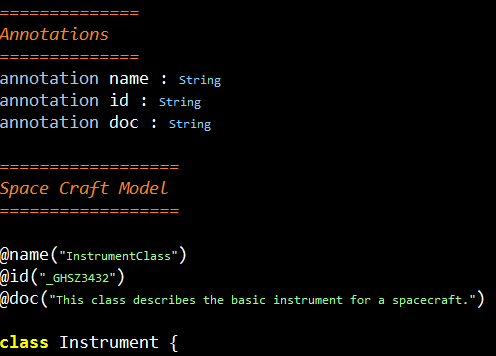 ==============
Annotations
==============
annotation name : String
annotation id : String
annotation doc : String
==================
Space Craft Model
==================
@name("InstrumentClass")
@id("_GHSZ3432")
@doc("This class describes the basic instrument for a spacecraft.")
class Instrument {